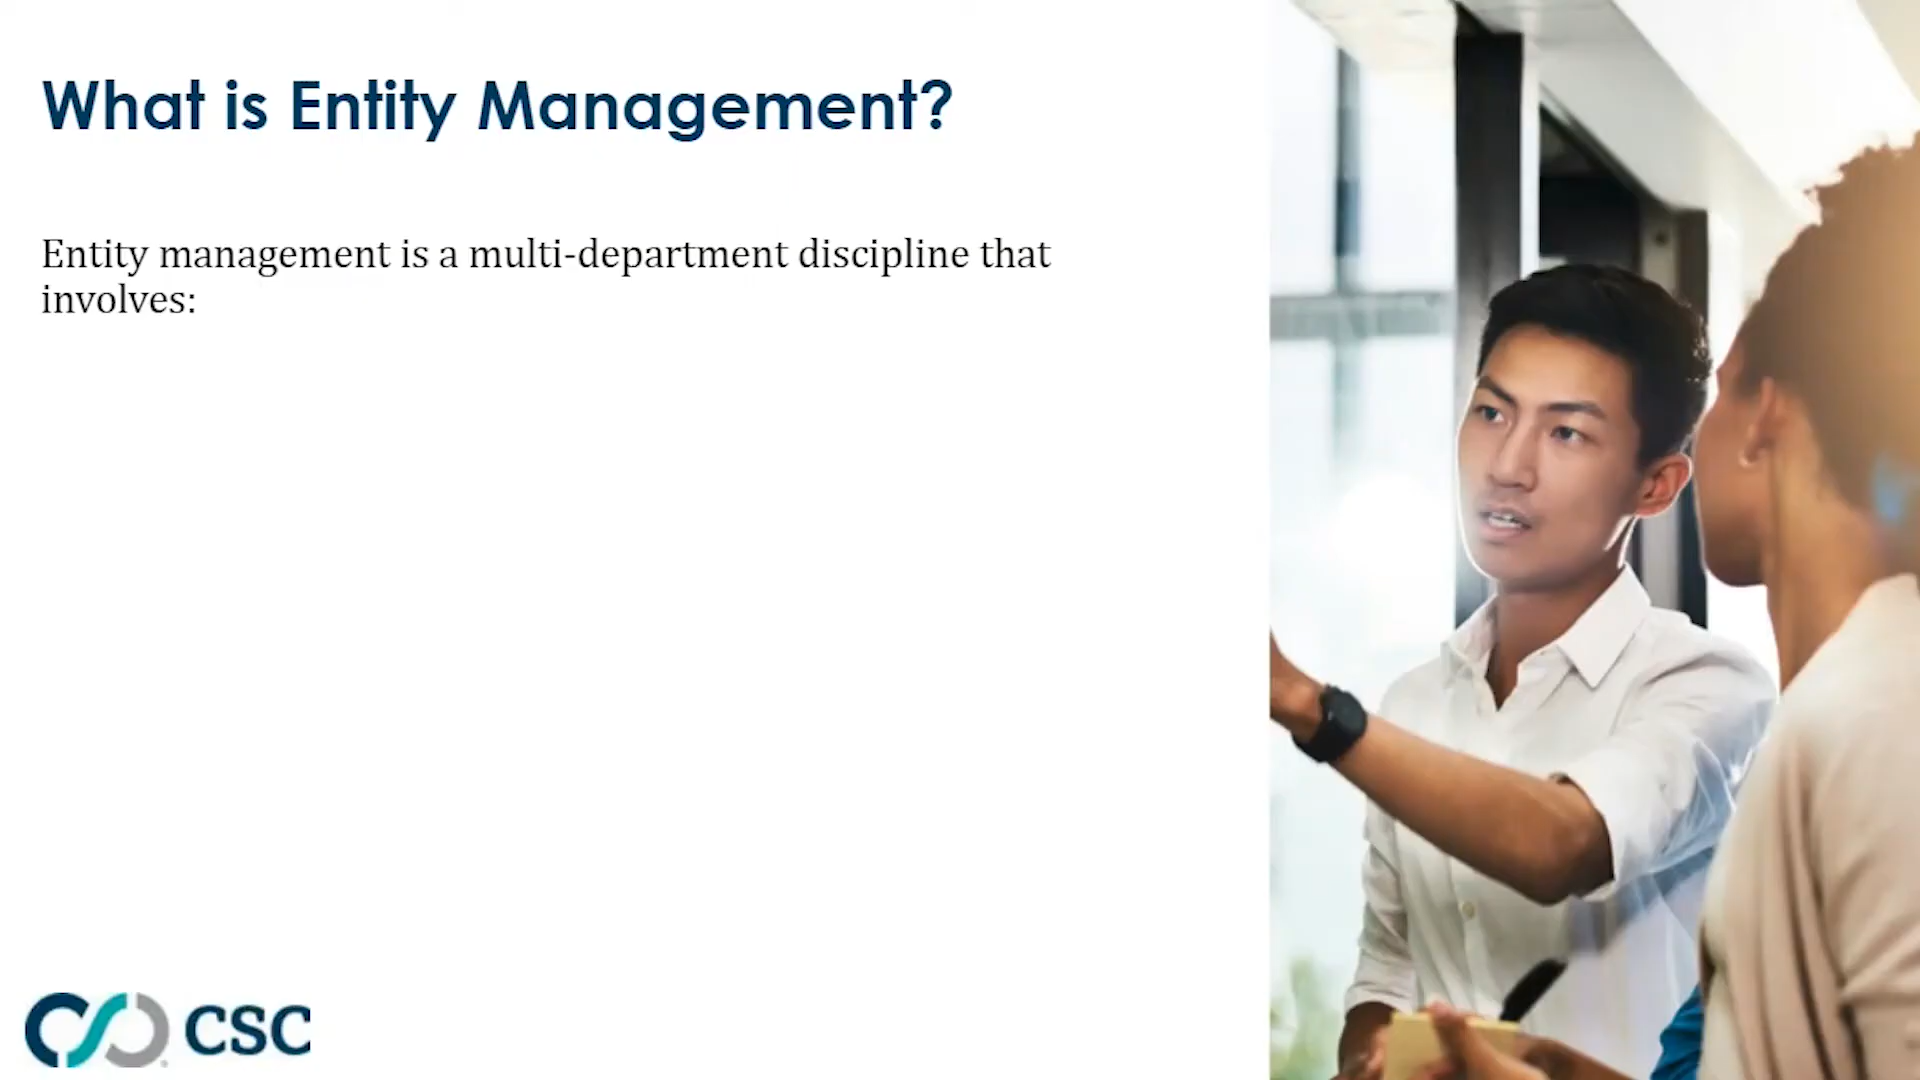 What is Entity Management?
Entity management is a multi-department discipline that
involves:
CSC